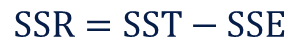 SSR = SST − SSE